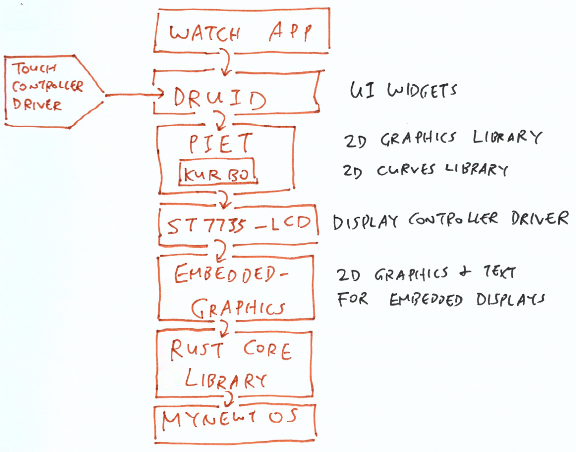 WATCH APP
TOUCH
CONTROLLER
DRIVER
DRUID
UI WIDGETS
PIET
2D GRAPHICS LIBRARY
KURBO
2D CURVES LIBRARY
ST7735-LCD
DISPLAY CONTROLLER DRIVER
EMBEDDED-
GRAPHICS
2D GRAPHICS & TEXT
FOR EMBEDDED DISPLAYS
RUST CORE
LIBRARY
MYNEWT OS